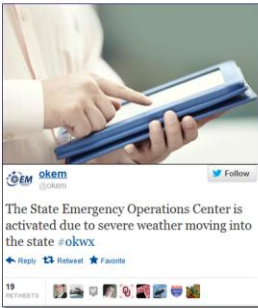 OEM
okem
@okem
Follow
The State Emergency Operations Center is
activated due to severe weather moving into
the state #okwx
Reply Retweet Favorite
19
RETWEETS